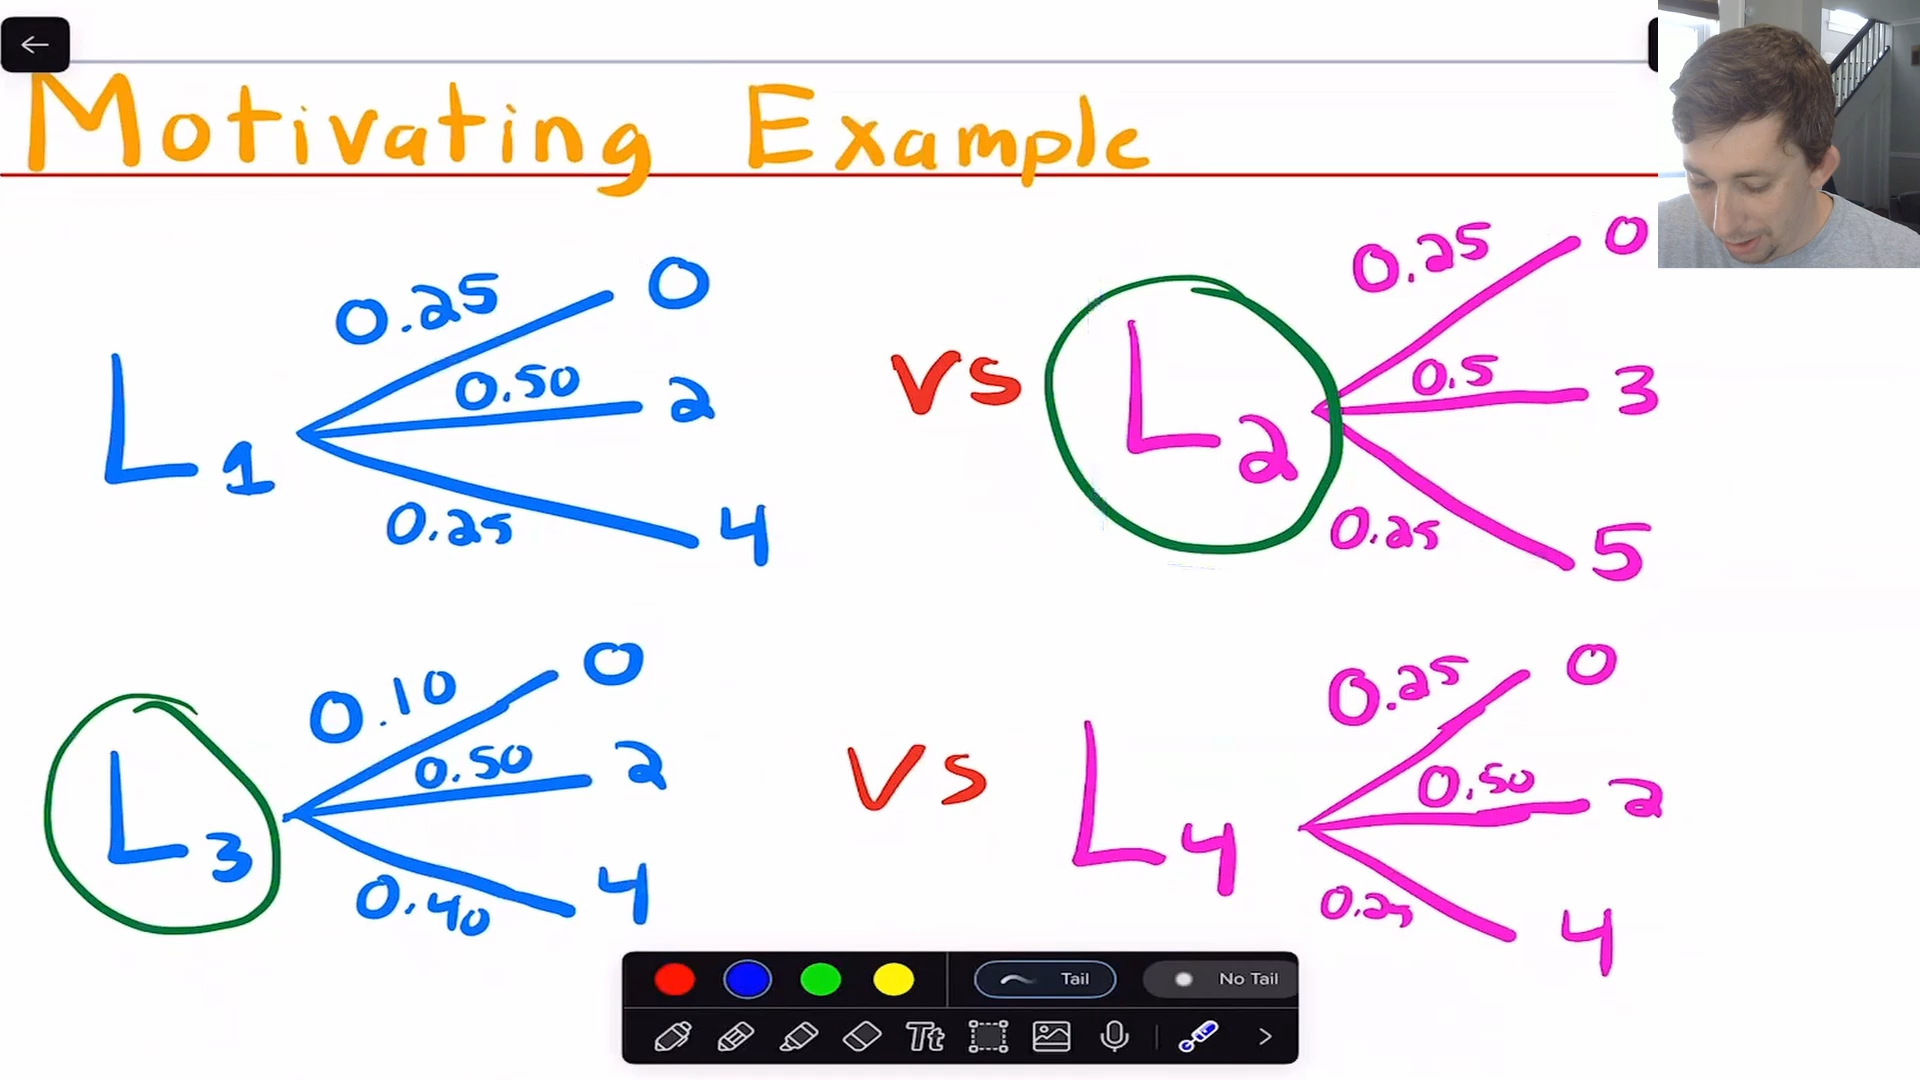 Motivating Example
0.25 0
0.50 2
L1
0.25 4
vs
0.25 0
0.5 3
L2
0.25 5
0.10 0
0.50 2
L3
0.40 4
vs
0.25 0
0.50 2
L4
0.25 4
Tail No Tail
Tt